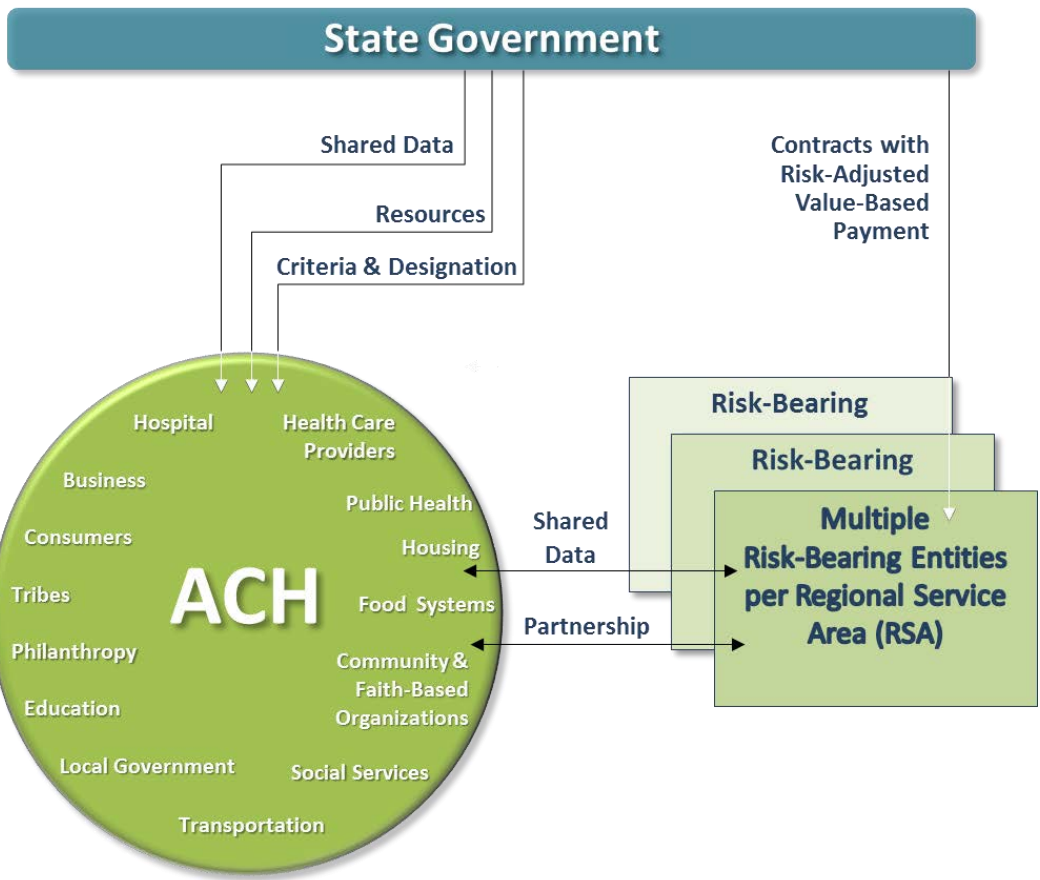 State Government
Shared Data
Resources
Criteria & Designation
Contracts with
Risk-Adjusted
Value-Based
Payment
Hospital
Health Care
Providers
Business
Public Health
Consumers
Housing
Tribes
ACH
Food Systems
Philanthropy
Community &
Faith-Based
Organizations
Education
Local Government
Social Services
Transportation
Shared
Data
Partnership
Risk-Bearing
Risk-Bearing
Multiple
Risk-Bearing Entities
per Regional Service
Area (RSA)